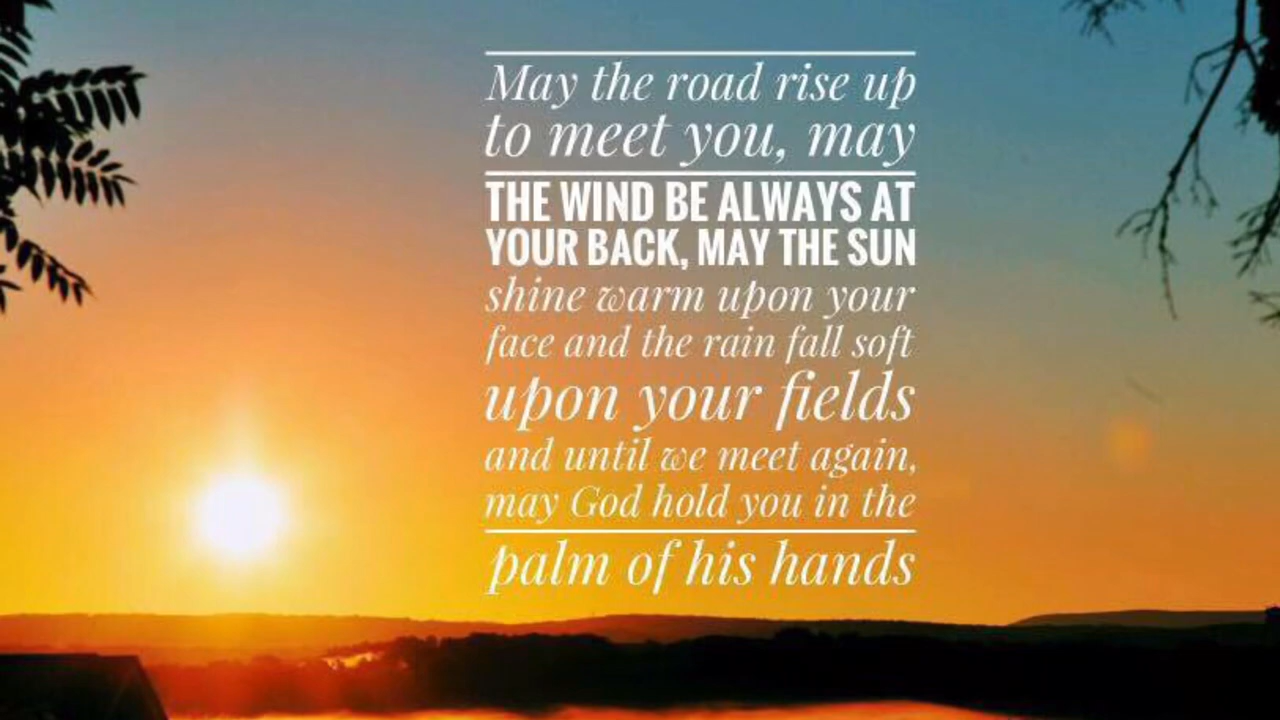 May the road rise up
to meet you, may
THE WIND BE ALWAYS AT
YOUR BACK, MAY THE SUN
shine warm upon your
face and the rain fall soft
upon your fields
and until we meet again,
may God hold you in the
palm of his hands